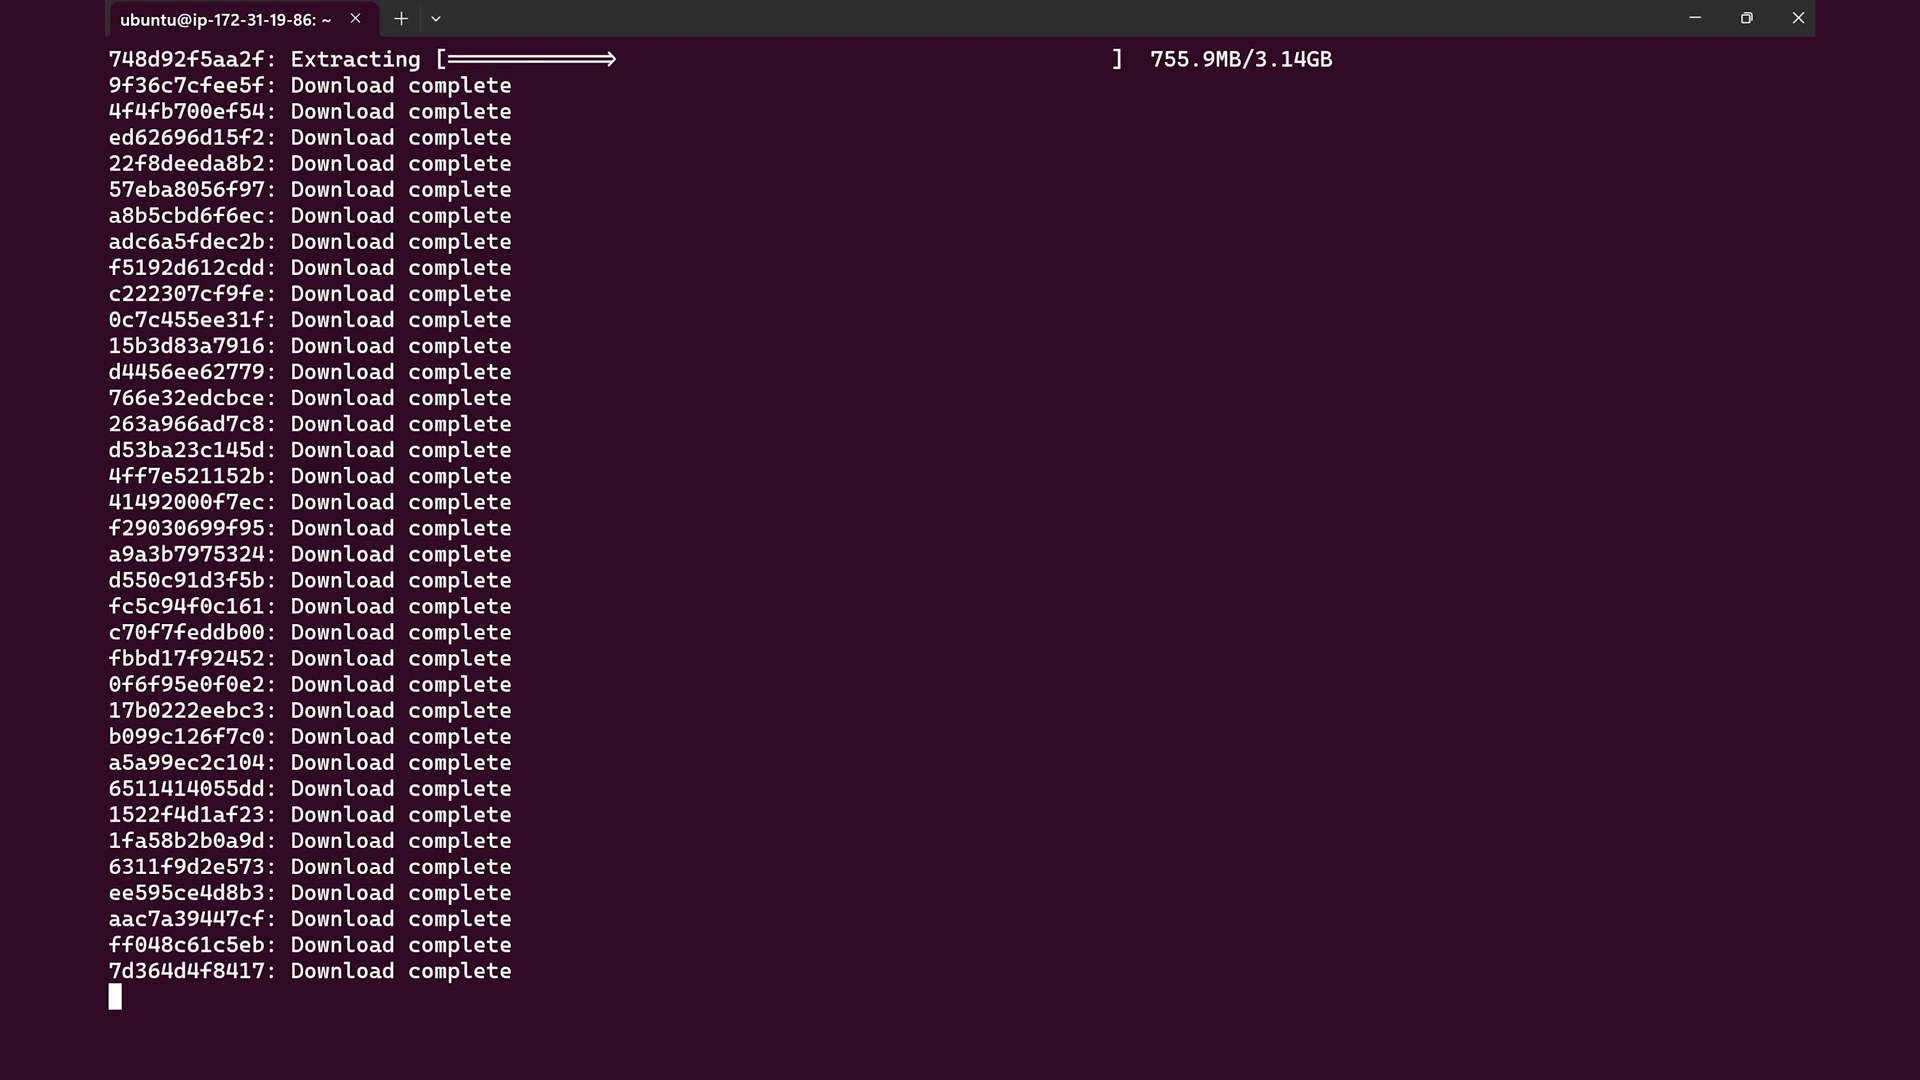 ubuntu@ip-172-31-19-86: ~
748d92f5aa2f: Extracting [============>                                      ]  755.9MB/3.14GB
9f36c7cfee5f: Download complete
4f4fb700ef54: Download complete
ed62696d15f2: Download complete
22f8deeda8b2: Download complete
57eba8056f97: Download complete
a8b5cbd6f6ec: Download complete
adc6a5fdec2b: Download complete
f5192d612cdd: Download complete
c222307cf9fe: Download complete
0c7c455ee31f: Download complete
15b3d83a7916: Download complete
d4456ee62779: Download complete
766e32edcbce: Download complete
263a966ad7c8: Download complete
d53ba23c145d: Download complete
4ff7e521152b: Download complete
41492000f7ec: Download complete
f29030699f95: Download complete
a9a3b7975324: Download complete
d550c91d3f5b: Download complete
fc5c94f0c161: Download complete
c70f7feddb00: Download complete
fbbd17f92452: Download complete
0f6f95e0f0e2: Download complete
17b0222eebc3: Download complete
b099c126f7c0: Download complete
a5a99ec2c104: Download complete
6511414055dd: Download complete
1522f4d1af23: Download complete
1fa58b2b0a9d: Download complete
6311f9d2e573: Download complete
ee595ce4d8b3: Download complete
aac7a39447cf: Download complete
ff048c61c5eb: Download complete
7d364d4f8417: Download complete